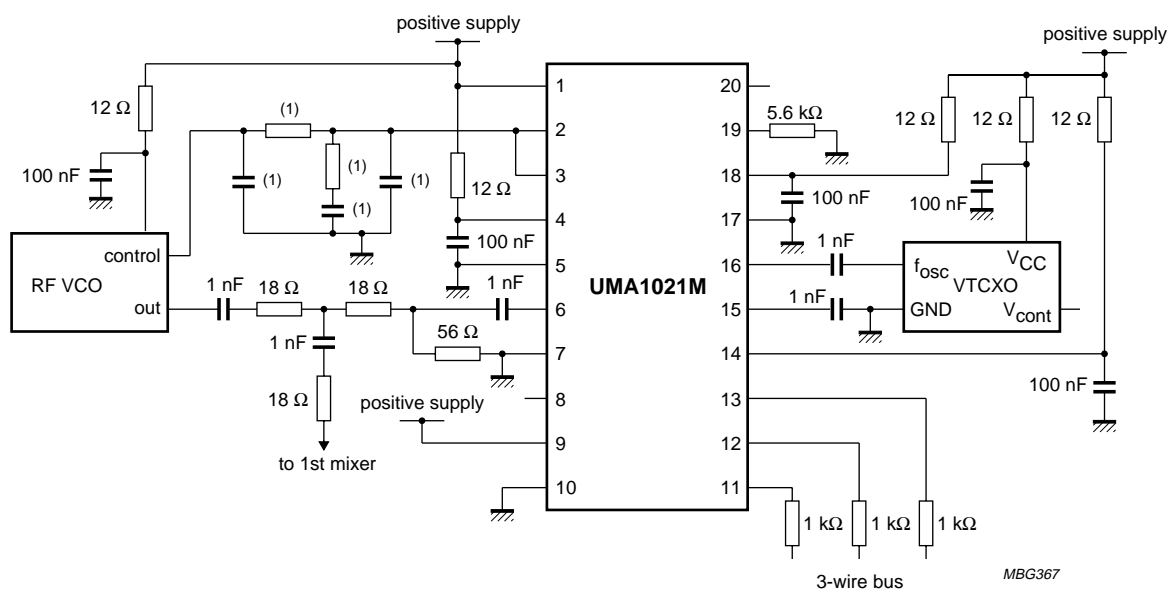 positive supply
positive supply
12 Ω
(1)
100 nF
(1)
(1)
(1)
12 Ω
100 nF
control
RF VCO
out
1 nF
18 Ω
18 Ω
1 nF
1 nF
56 Ω
18 Ω
to 1st mixer
positive supply
1
2
3
4
5
6
7
8
9
10
UMA1021M
20
19
18
17
16
15
14
13
12
11
5.6 kΩ
12 Ω
12 Ω
12 Ω
100 nF
100 nF
1 nF
1 nF
fosc
VCC
VTCXO
GND
Vcont
100 nF
1 kΩ
1 kΩ
1 kΩ
3-wire bus
MBG367